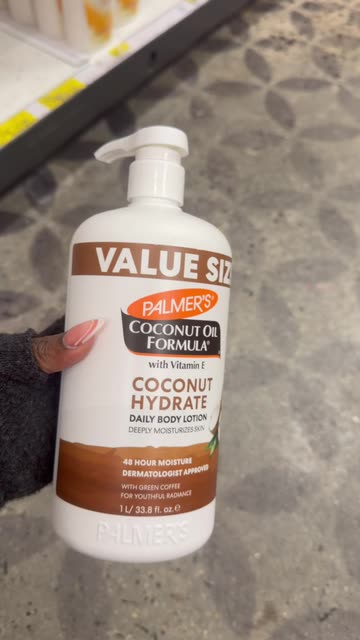 VALUE SIZ
PALMER'S®
COCONUT OIL
FORMULA®
with Vitamin E
COCONUT
HYDRATE
DAILY BODY LOTION
DEEPLY MOISTURIZES SKIN
48 HOUR MOISTURE
DERMATOLOGIST APPROVED
WITH GREEN COFFEE
FOR YOUTHFUL RADIANCE
1 L/ 33.8 fl. oz. e
PALMER'S